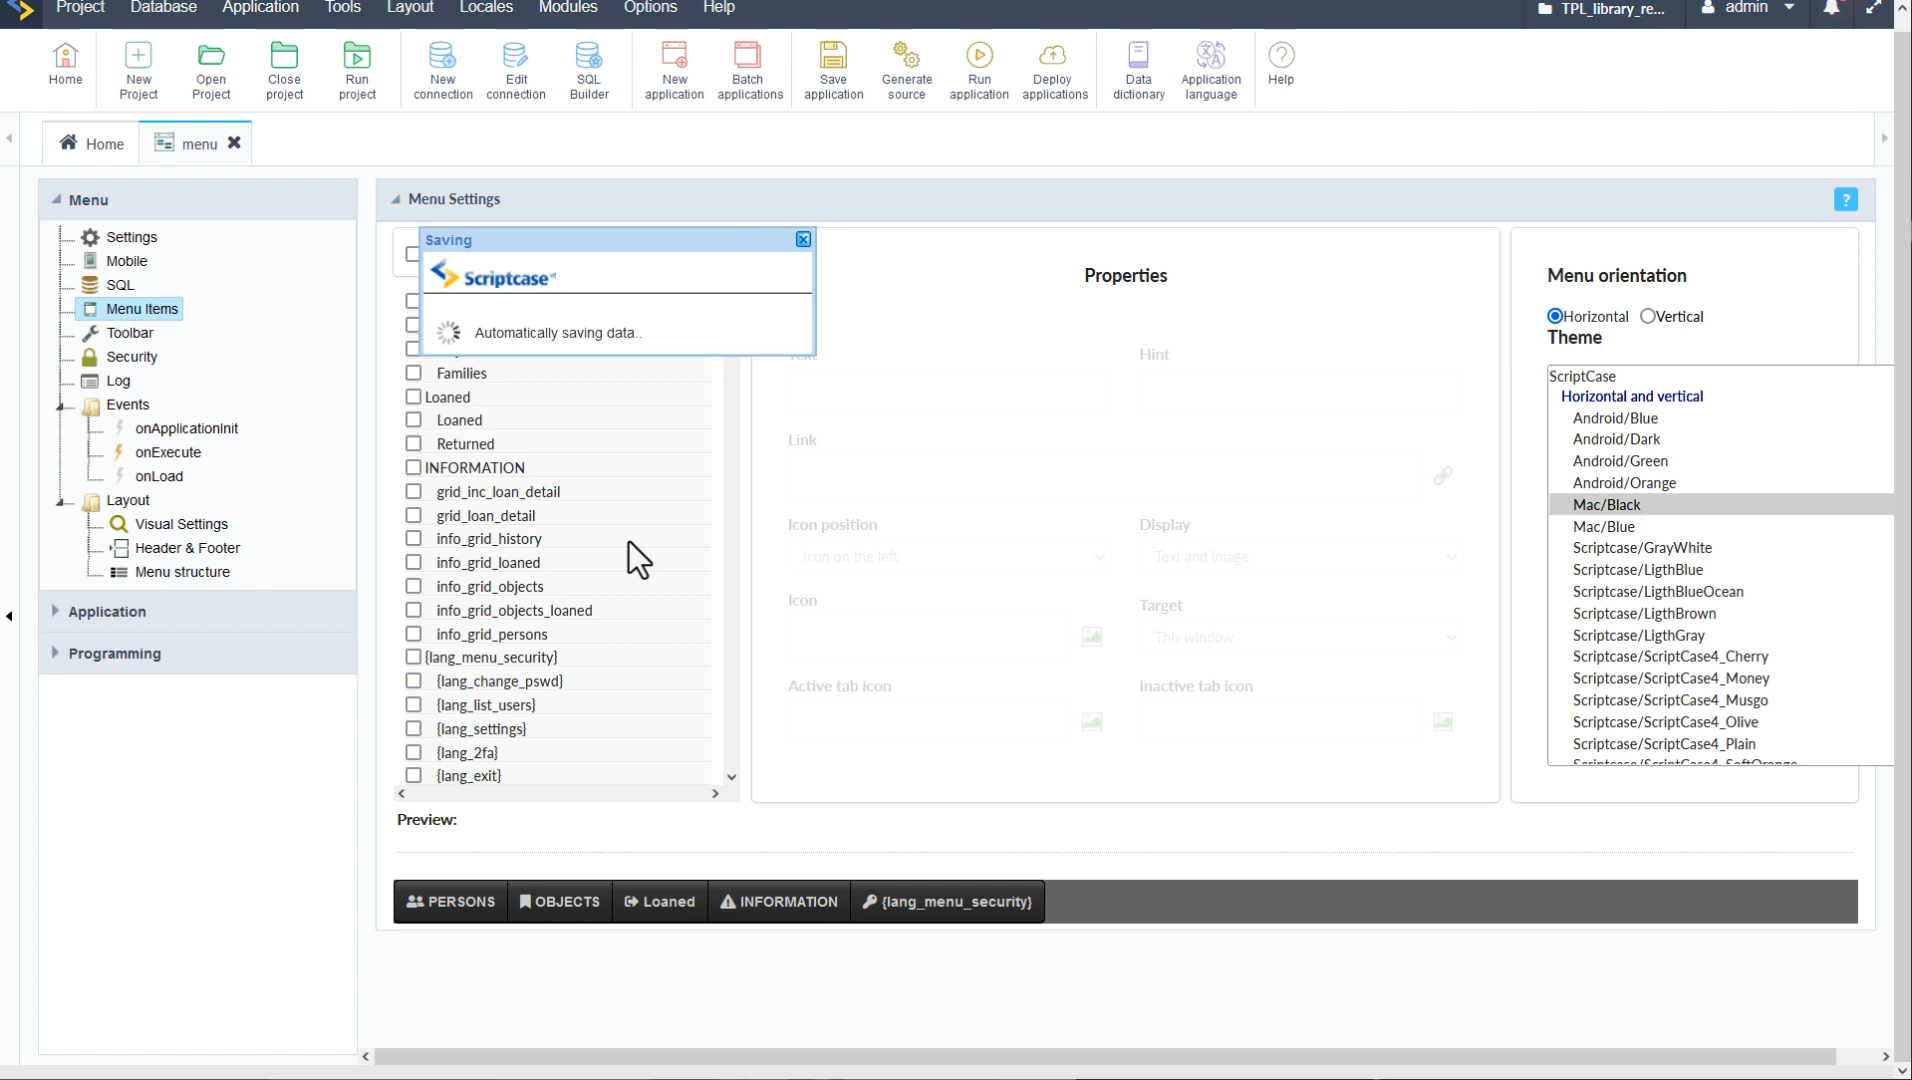 Project Database Application Tools Layout Locales Modules Options Help TPL_library_re... admin
Home
New Project
Open Project
Close project
Run project
New connection
Edit connection
SQL Builder
New application
Batch applications
Save application
Generate source
Run application
Deploy applications
Data dictionary
Application language
Help
Home menu
Menu
Settings
Mobile
SQL
Menu Items
Toolbar
Security
Log
Events
onApplicationInit
onExecute
onLoad
Layout
Visual Settings
Header & Footer
Menu structure
Application
Programming
Menu Settings
?
Saving
Scriptcase
Automatically saving data..
Families
Loaned
Loaned
Returned
INFORMATION
grid_inc_loan_detail
grid_loan_detail
info_grid_history
info_grid_loaned
info_grid_objects
info_grid_objects_loaned
info_grid_persons
{lang_menu_security}
{lang_change_pswd}
{lang_list_users}
{lang_settings}
{lang_2fa}
{lang_exit}
Properties
Hint
Link
Icon position
Display
Icon on the left
Text and image
Icon
Target
This window
Active tab icon
Inactive tab icon
Menu orientation
Horizontal Vertical
Theme
ScriptCase
Horizontal and vertical
Android/Blue
Android/Dark
Android/Green
Android/Orange
Mac/Black
Mac/Blue
Scriptcase/GrayWhite
Scriptcase/LigthBlue
Scriptcase/LigthBlueOcean
Scriptcase/LigthBrown
Scriptcase/LigthGray
Scriptcase/ScriptCase4_Cherry
Scriptcase/ScriptCase4_Money
Scriptcase/ScriptCase4_Musgo
Scriptcase/ScriptCase4_Olive
Scriptcase/ScriptCase4_Plain
Scriptcase/ScriptCase4_SoftOrange
Preview:
PERSONS OBJECTS Loaned INFORMATION {lang_menu_security}